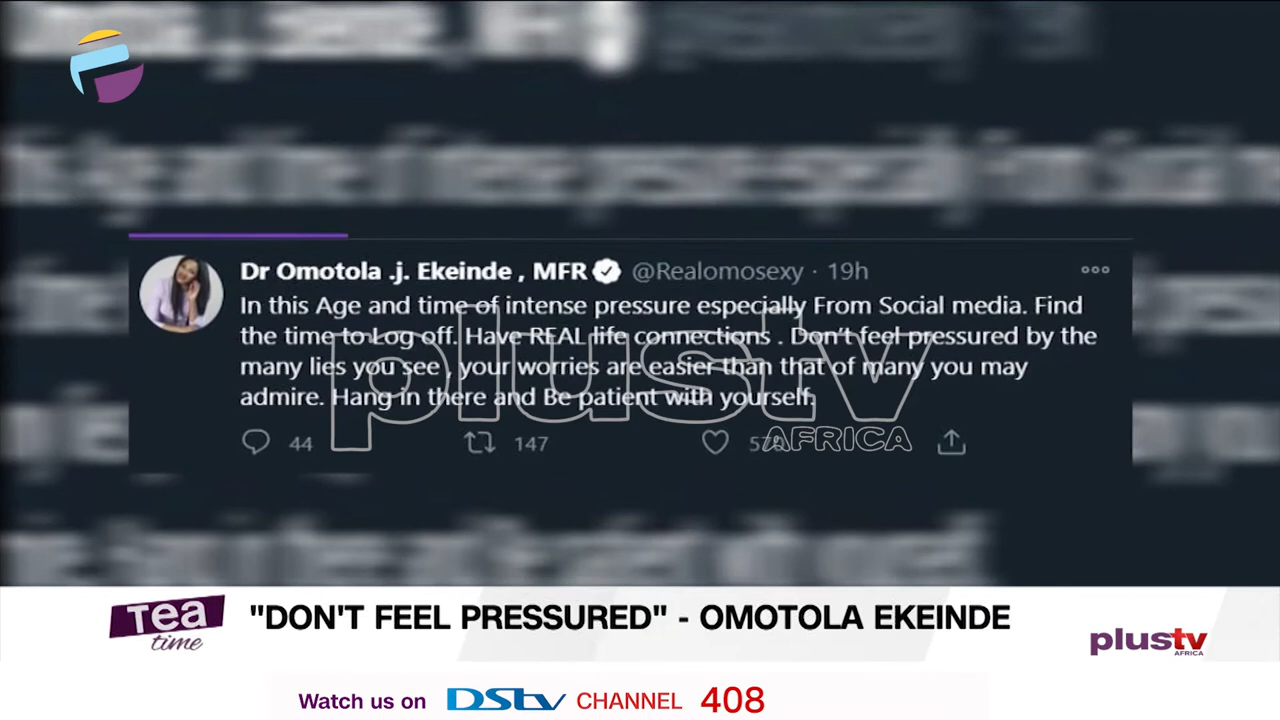 Dr Omotola .j. Ekeinde , MFR @Realomosexy · 19h
In this Age and time of intense pressure especially From Social media. Find
the time to Log off. Have REAL life connections . Don't feel pressured by the
many lies you see , your worries are easier than that of many you may
admire. Hang in there and Be patient with yourself.
44 147
plustv
AFRICA
Tea
time
"DON'T FEEL PRESSURED" - OMOTOLA EKEINDE
plustv
AFRICA
Watch us on DStv CHANNEL 408